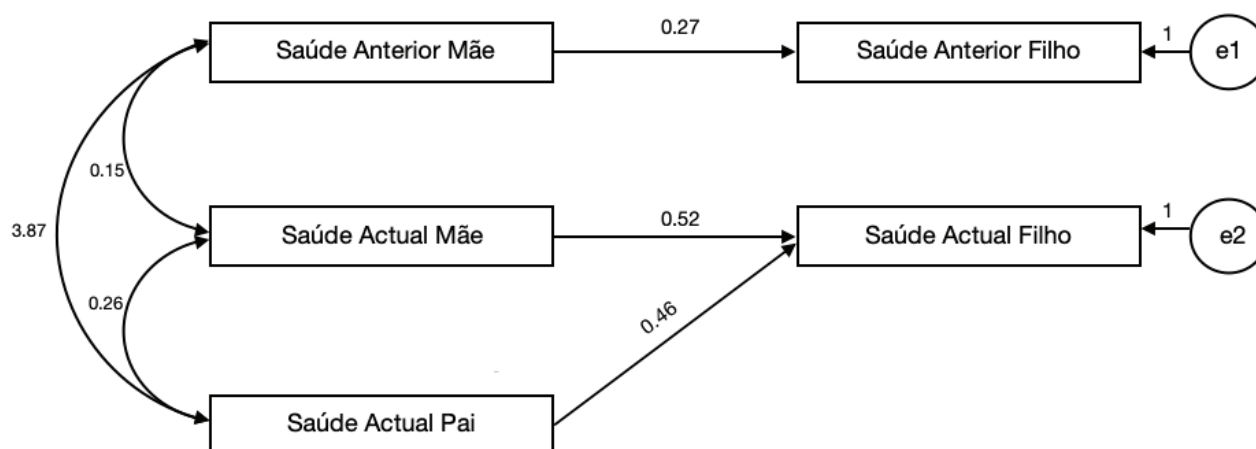 Saúde Anterior Mãe
0.27
Saúde Anterior Filho
1
e1
0.15
3.87
Saúde Actual Mãe
0.52
Saúde Actual Filho
1
e2
0.26
0.46
Saúde Actual Pai